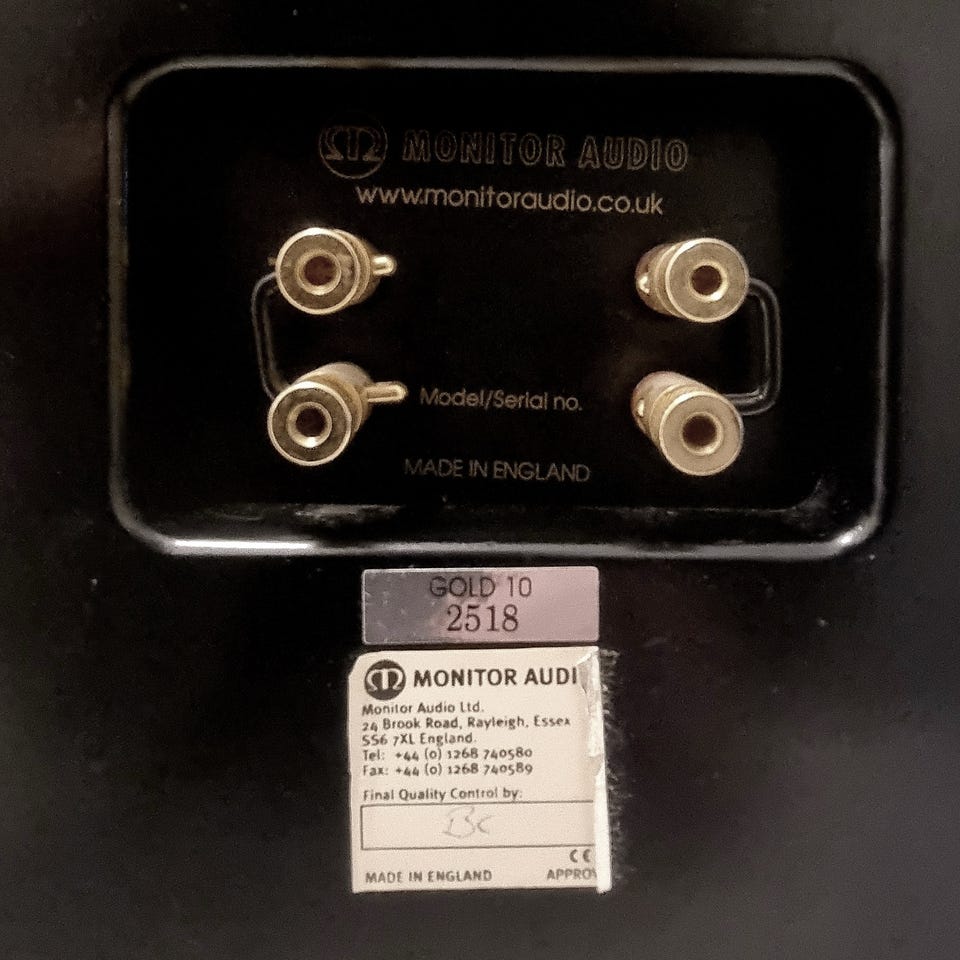 MONITOR AUDIO
www.monitoraudio.co.uk
Model/Serial no.
MADE IN ENGLAND
GOLD 10
2518
MONITOR AUDI
Monitor Audio Ltd.
24 Brook Road, Rayleigh, Essex
SS6 7XL England.
Tel: +44 (0) 1268 740580
Fax: +44 (0) 1268 740589
Final Quality Control by:
CE
MADE IN ENGLAND APPROV